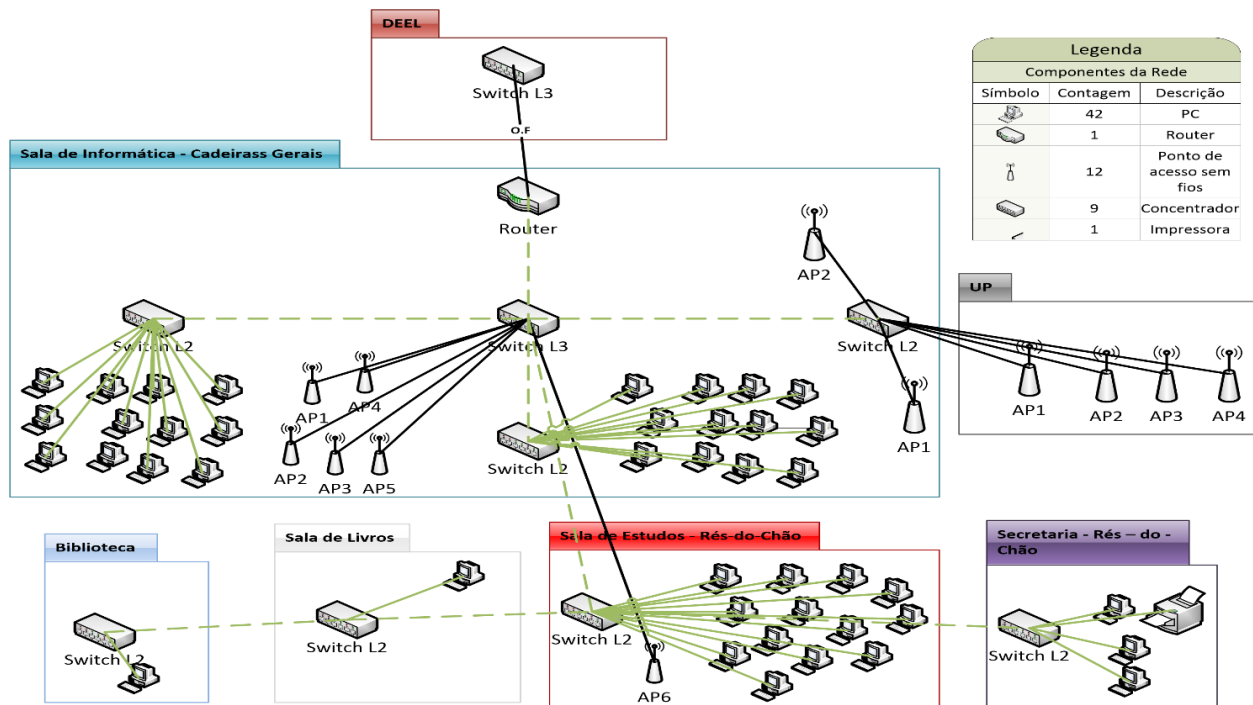 DEEL
Switch L3
O.F
Legenda
Componentes da Rede
Símbolo Contagem Descrição
42 PC
1 Router
12 Ponto de acesso sem fios
9 Concentrador
1 Impressora
Sala de Informática - Cadeirass Gerais
Router
AP2
Switch L2
Switch L3
Switch L2
AP1
AP4
AP2
AP3
AP5
Switch L2
AP1
UP
AP1
AP2
AP3
AP4
Biblioteca
Switch L2
Sala de Livros
Switch L2
Sala de Estudos - Rés-do-Chão
Switch L2
AP6
Secretaria - Rés – do -
Chão
Switch L2